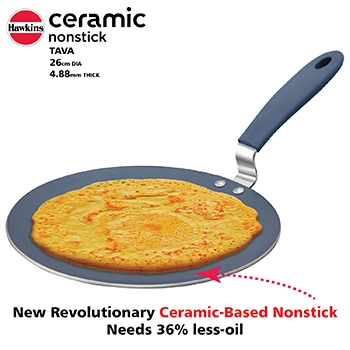 Hawkins
ceramic
nonstick
TAVA
26cm DIA
4.88mm THICK
New Revolutionary Ceramic-Based Nonstick
Needs 36% less-oil